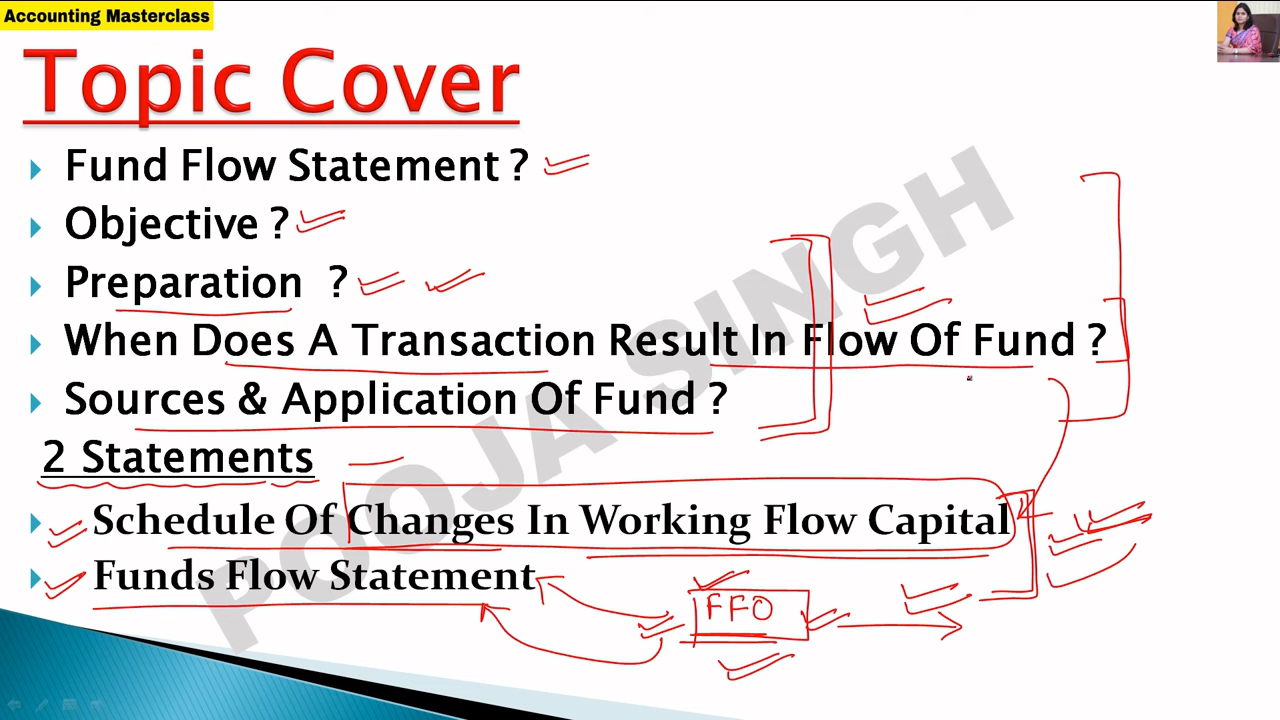 Accounting Masterclass
Topic Cover
Fund Flow Statement ?
Objective ?
Preparation ?
When Does A Transaction Result In Flow Of Fund ?
Sources & Application Of Fund ?
2 Statements
Schedule Of Changes In Working Flow Capital
Funds Flow Statement
FFO
POOJA SINGH